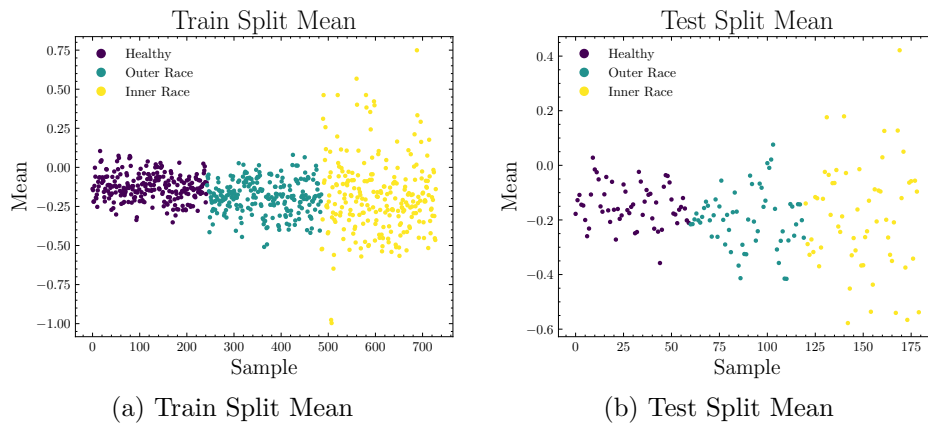 Train Split Mean
Healthy
Outer Race
Inner Race
0.75
0.50
0.25
0.00
−0.25
−0.50
−0.75
−1.00
Mean
0 100 200 300 400 500 600 700
Sample
(a) Train Split Mean
Test Split Mean
Healthy
Outer Race
Inner Race
0.4
0.2
0.0
−0.2
−0.4
−0.6
Mean
0 25 50 75 100 125 150 175
Sample
(b) Test Split Mean